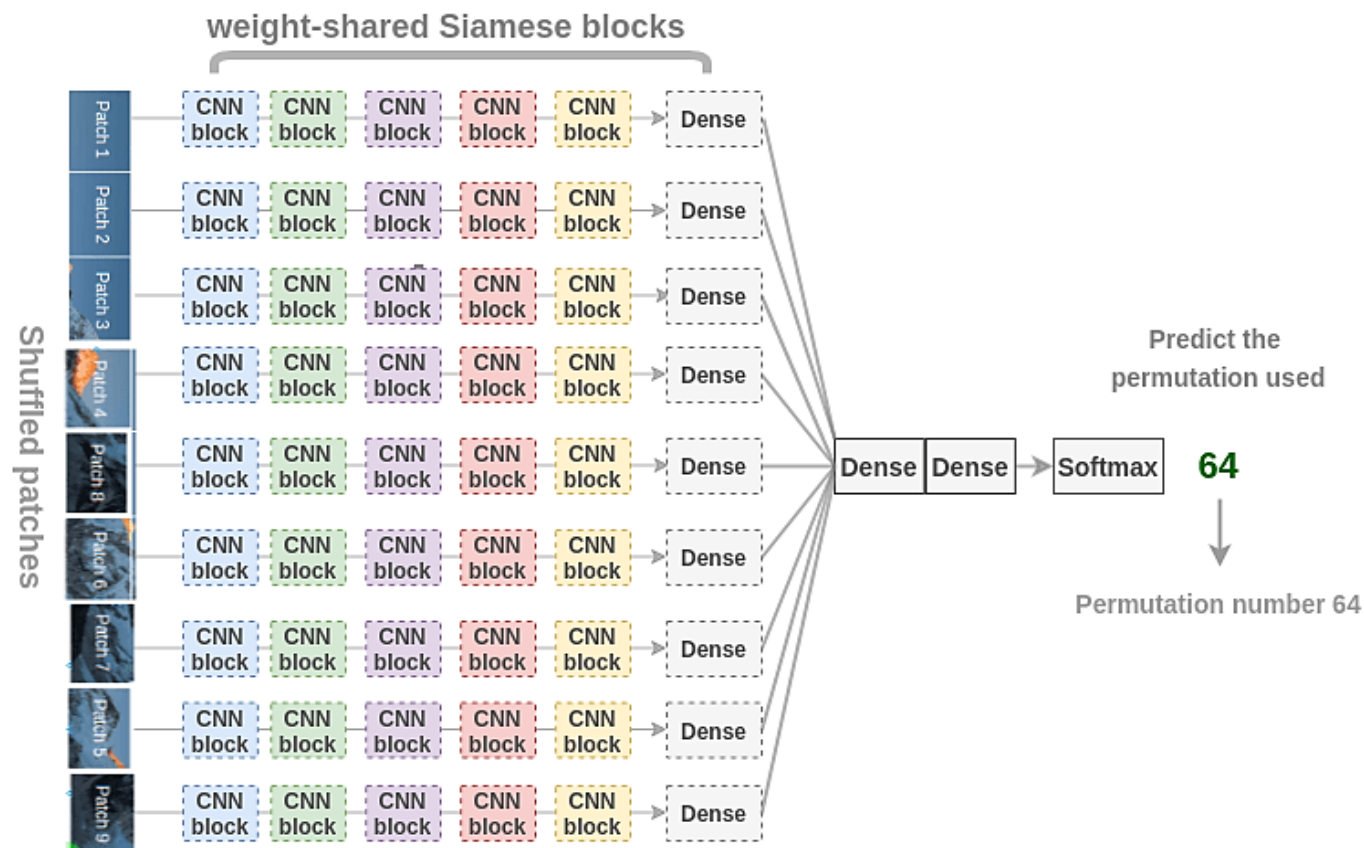 weight-shared Siamese blocks
Shuffled patches
Patch 1
CNN block CNN block CNN block CNN block CNN block Dense
Patch 2
CNN block CNN block CNN block CNN block CNN block Dense
Patch 3
CNN block CNN block CNN block CNN block CNN block Dense
Patch 4
CNN block CNN block CNN block CNN block CNN block Dense
Patch 8
CNN block CNN block CNN block CNN block CNN block Dense
Patch 6
CNN block CNN block CNN block CNN block CNN block Dense
Patch 7
CNN block CNN block CNN block CNN block CNN block Dense
Patch 5
CNN block CNN block CNN block CNN block CNN block Dense
Patch 9
CNN block CNN block CNN block CNN block CNN block Dense
Dense Dense Softmax
Predict the
permutation used
64
Permutation number 64